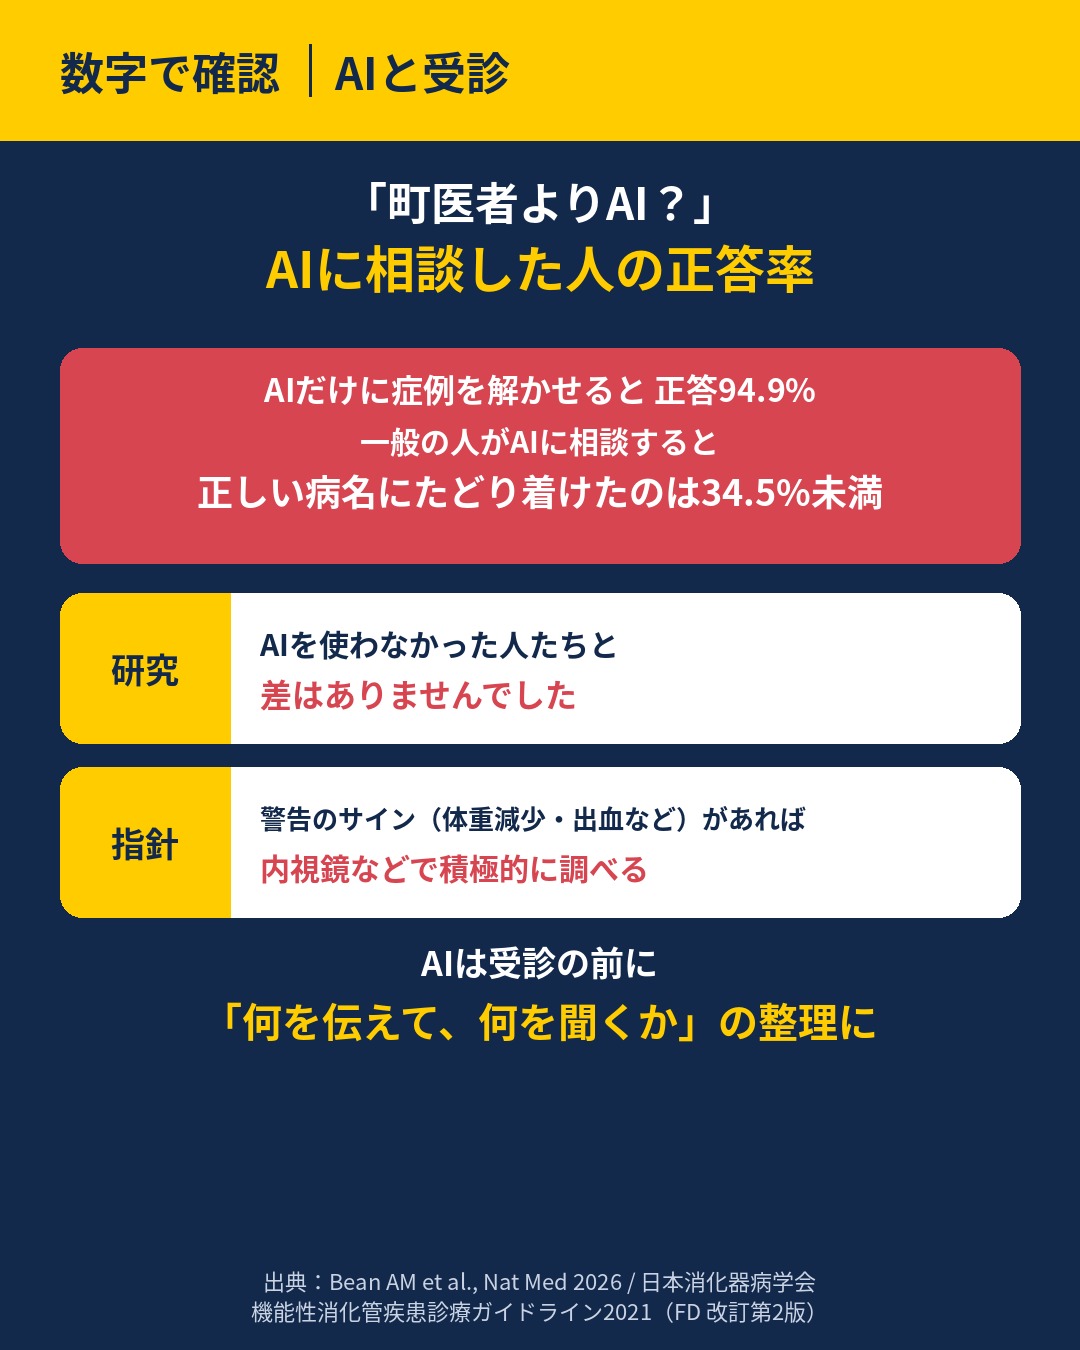 数字で確認｜AIと受診
「町医者よりAI？」
AIに相談した人の正答率
AIだけに症例を解かせると 正答94.9%
一般の人がAIに相談すると
正しい病名にたどり着けたのは34.5%未満
研究
AIを使わなかった人たちと
差はありませんでした
指針
警告のサイン（体重減少・出血など）があれば
内視鏡などで積極的に調べる
AIは受診の前に
「何を伝えて、何を聞くか」の整理に
出典：Bean AM et al., Nat Med 2026 / 日本消化器病学会
機能性消化管疾患診療ガイドライン2021（FD 改訂第2版）